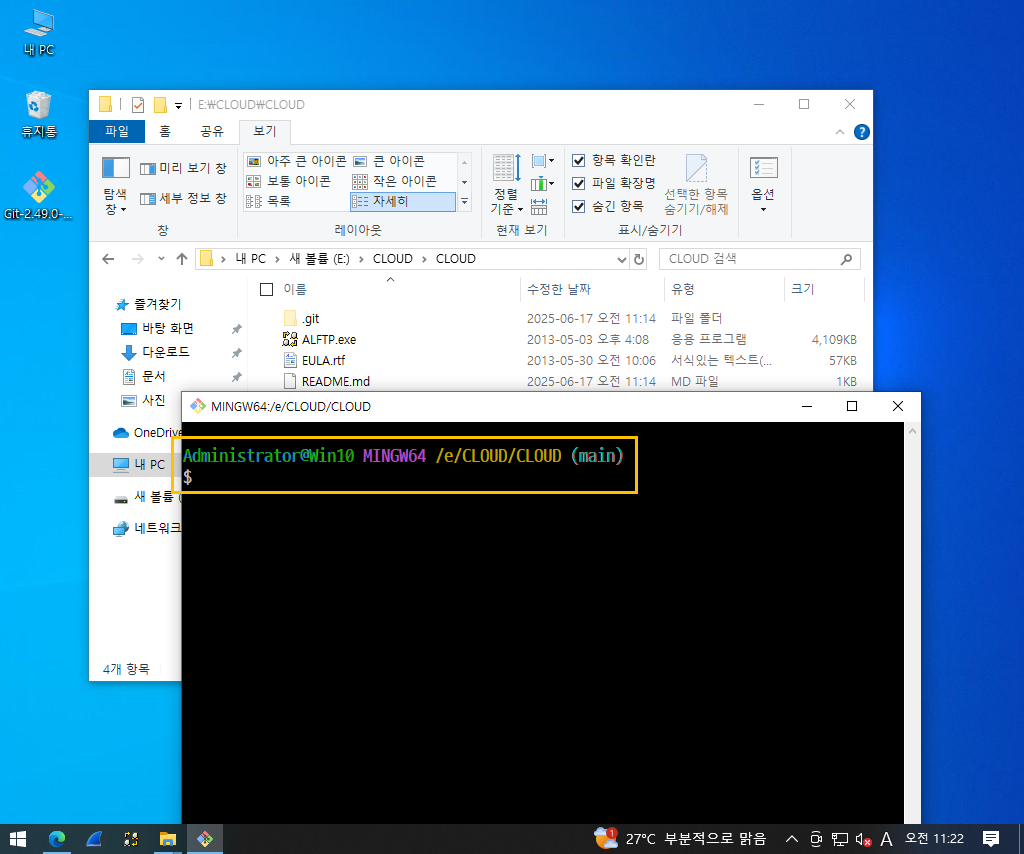 내 PC
휴지통
Git-2.49.0-...
E:₩CLOUD₩CLOUD
파일 홈 공유 보기
미리 보기 창
세부 정보 창
탐색
창
창
아주 큰 아이콘 큰 아이콘
보통 아이콘 작은 아이콘
목록 자세히
레이아웃
정렬
기준
현재 보기
항목 확인란
파일 확장명
숨긴 항목
선택한 항목
숨기기/해제
표시/숨기기
옵션
내 PC > 새 볼륨 (E:) > CLOUD > CLOUD
CLOUD 검색
이름 수정한 날짜 유형 크기
.git 2025-06-17 오전 11:14 파일 폴더
ALFTP.exe 2013-05-03 오후 4:08 응용 프로그램 4,109KB
EULA.rtf 2013-05-30 오전 10:06 서식있는 텍스트(... 57KB
README.md 2025-06-17 오전 11:14 MD 파일 1KB
즐겨찾기
바탕 화면
다운로드
문서
사진
OneDrive
내 PC
새 볼륨 (
네트워크
4개 항목
MINGW64:/e/CLOUD/CLOUD
Administrator@Win10 MINGW64 /e/CLOUD/CLOUD (main)
$
1
27°C 부분적으로 맑음
A
오전 11:22